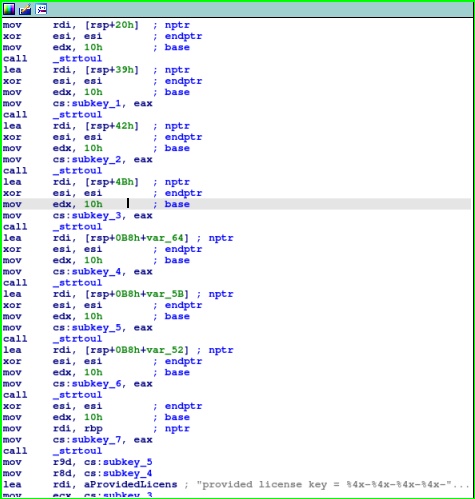 mov rdi, [rsp+20h] ; nptr
xor esi, esi ; endptr
mov edx, 10h ; base
call _strtoul
lea rdi, [rsp+39h] ; nptr
xor esi, esi ; endptr
mov edx, 10h ; base
mov cs:subkey_1, eax
call _strtoul
lea rdi, [rsp+42h] ; nptr
xor esi, esi ; endptr
mov edx, 10h ; base
mov cs:subkey_2, eax
call _strtoul
lea rdi, [rsp+4Bh] ; nptr
xor esi, esi ; endptr
mov edx, 10h ; base
mov cs:subkey_3, eax
call _strtoul
lea rdi, [rsp+0B8h+var_64] ; nptr
xor esi, esi ; endptr
mov edx, 10h ; base
mov cs:subkey_4, eax
call _strtoul
lea rdi, [rsp+0B8h+var_5B] ; nptr
xor esi, esi ; endptr
mov edx, 10h ; base
mov cs:subkey_5, eax
call _strtoul
lea rdi, [rsp+0B8h+var_52] ; nptr
xor esi, esi ; endptr
mov edx, 10h ; base
mov cs:subkey_6, eax
call _strtoul
xor esi, esi ; endptr
mov edx, 10h ; base
mov rdi, rbp ; nptr
mov cs:subkey_7, eax
call _strtoul
mov r9d, cs:subkey_5
mov r8d, cs:subkey_4
lea rdi, aProvidedLicens ; "provided license key = %4x-%4x-%4x-%4x-"...
mov ecx, cs:subkey_3